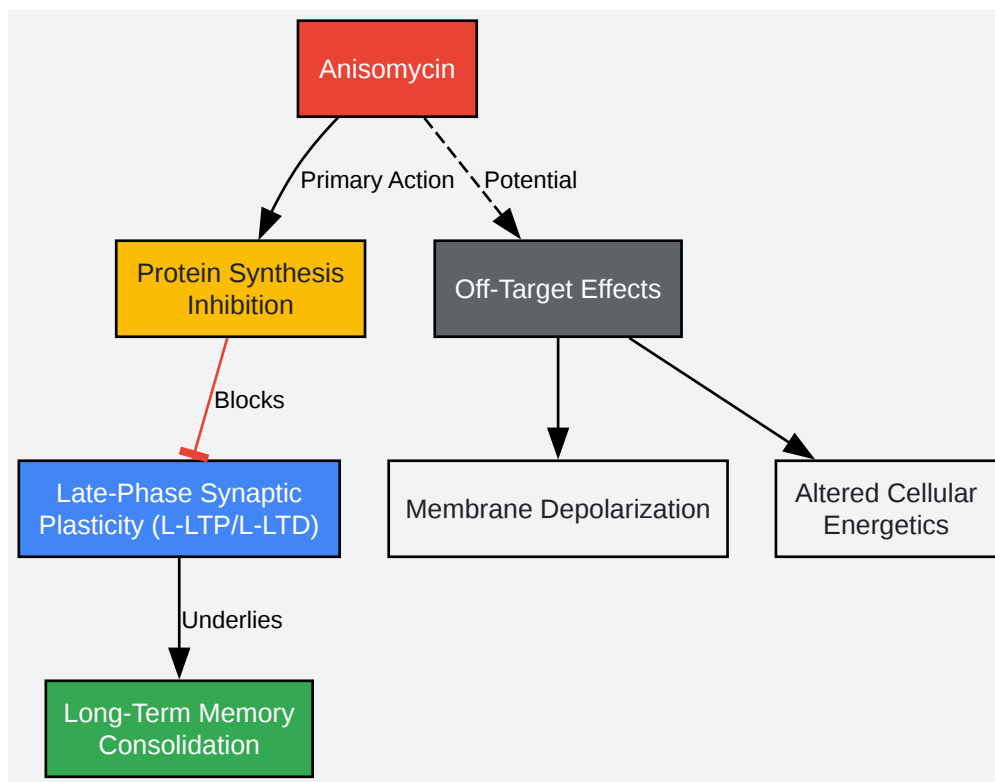 Anisomycin
Primary Action
Potential
Protein Synthesis
Inhibition
Off-Target Effects
Blocks
Late-Phase Synaptic
Plasticity (L-LTP/L-LTD)
Membrane Depolarization
Altered Cellular
Energetics
Underlies
Long-Term Memory
Consolidation